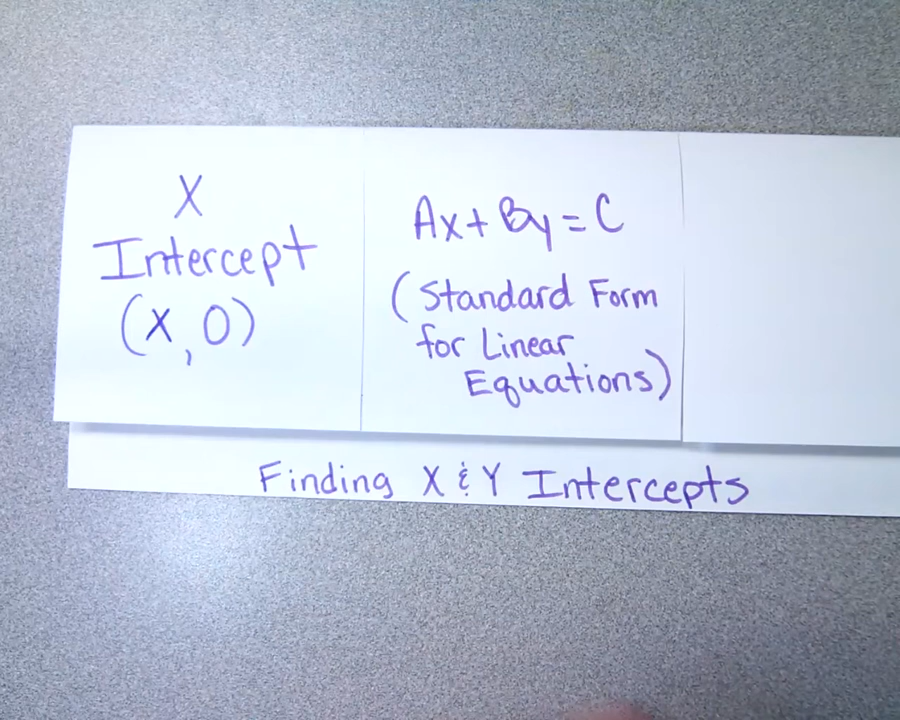 X
Intercept
(x, 0)
Ax + By = C
(Standard Form
for Linear
Equations)
Finding X & Y Intercepts